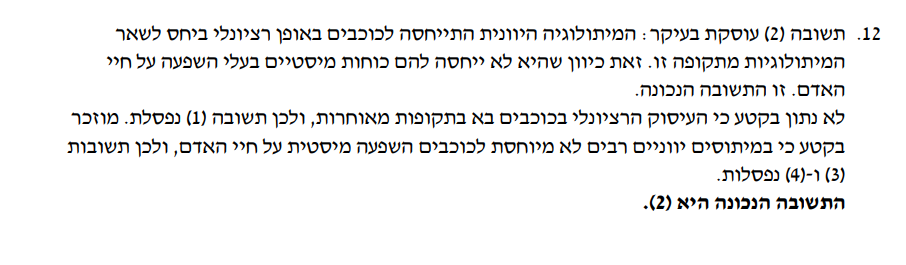 12. תשובה (2) עוסקת בעיקר: המיתולוגיה היוונית התייחסה לכוכבים באופן רציונלי ביחס לשאר
המיתולוגיות מתקופה זו. זאת כיוון שהיא לא ייחסה להם כוחות מיסטיים בעלי השפעה על חיי
האדם. זו התשובה הנכונה.
לא נתון בקטע כי העיסוק הרציונלי בכוכבים בא בתקופות מאוחרות, ולכן תשובה (1) נפסלת. מוזכר
בקטע כי במיתוסים יווניים רבים לא מיוחסת לכוכבים השפעה מיסטית על חיי האדם, ולכן תשובות
(3) ו-(4) נפסלות.
התשובה הנכונה היא (2).